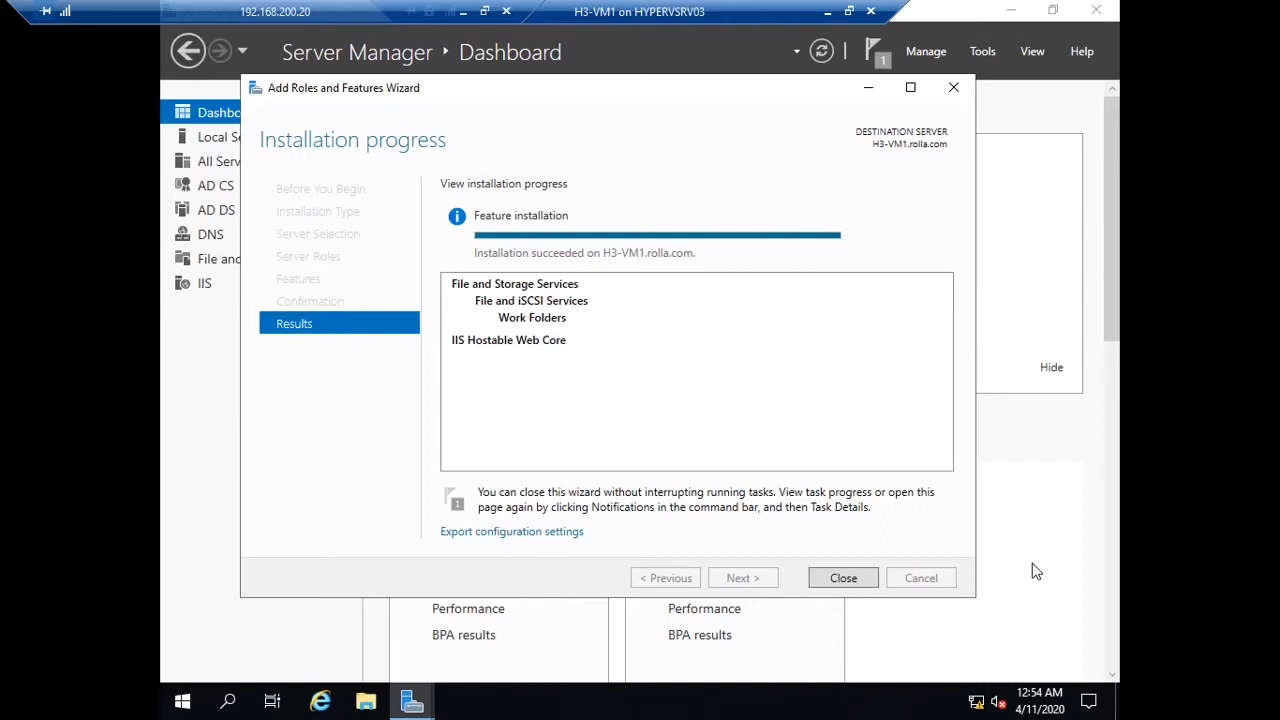 192.168.200.20
H3-VM1 on HYPERVSRV03
Server Manager ‣ Dashboard
1
Manage
Tools
View
Help
Add Roles and Features Wizard
Dashbo
Local Se
All Serv
AD CS
AD DS
DNS
File and
IIS
Installation progress
DESTINATION SERVER
H3-VM1.rolla.com
Before You Begin
Installation Type
Server Selection
Server Roles
Features
Confirmation
Results
View installation progress
Feature installation
Installation succeeded on H3-VM1.rolla.com.
File and Storage Services
File and iSCSI Services
Work Folders
IIS Hostable Web Core
Hide
1
You can close this wizard without interrupting running tasks. View task progress or open this
page again by clicking Notifications in the command bar, and then Task Details.
Export configuration settings
< Previous
Next >
Close
Cancel
Performance
BPA results
Performance
BPA results
12:54 AM
4/11/2020